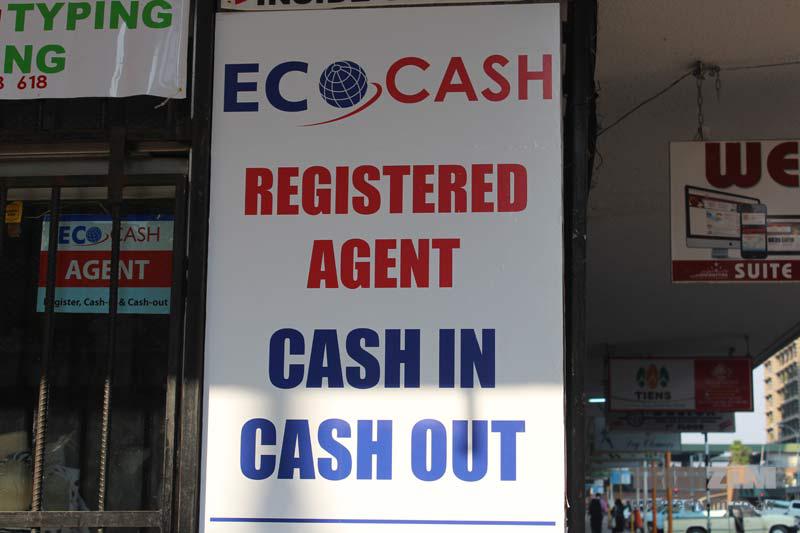 TYPING
NG
618
INSIDE
ECOCASH
REGISTERED
AGENT
CASH IN
CASH OUT
ECOCASH
AGENT
Register, Cash-in & Cash-out
WE
SUITE
TIENS